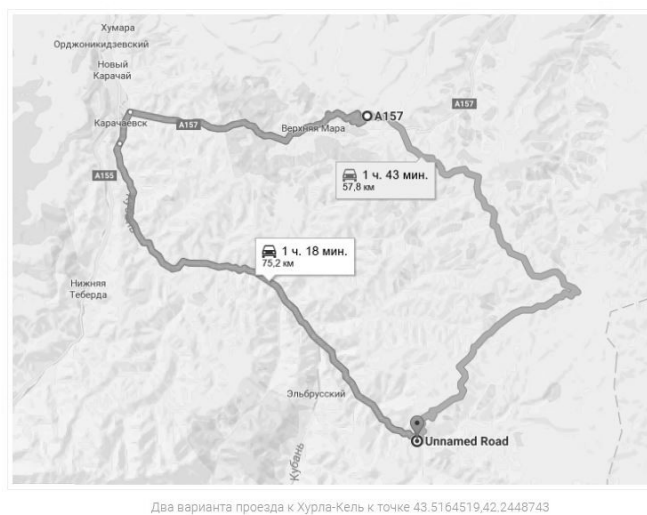 Хумара
Орджоникидзевский
Новый
Карачай
Карачаевск
A157
Верхняя Мара
A157
A157
1 ч. 43 мин.
57,8 км
A155
1 ч. 18 мин.
75,2 км
Нижняя
Теберда
Эльбрусский
Кубань
Unnamed Road
Два варианта проезда к Хурла-Кель к точке 43.5164519,42.2448743